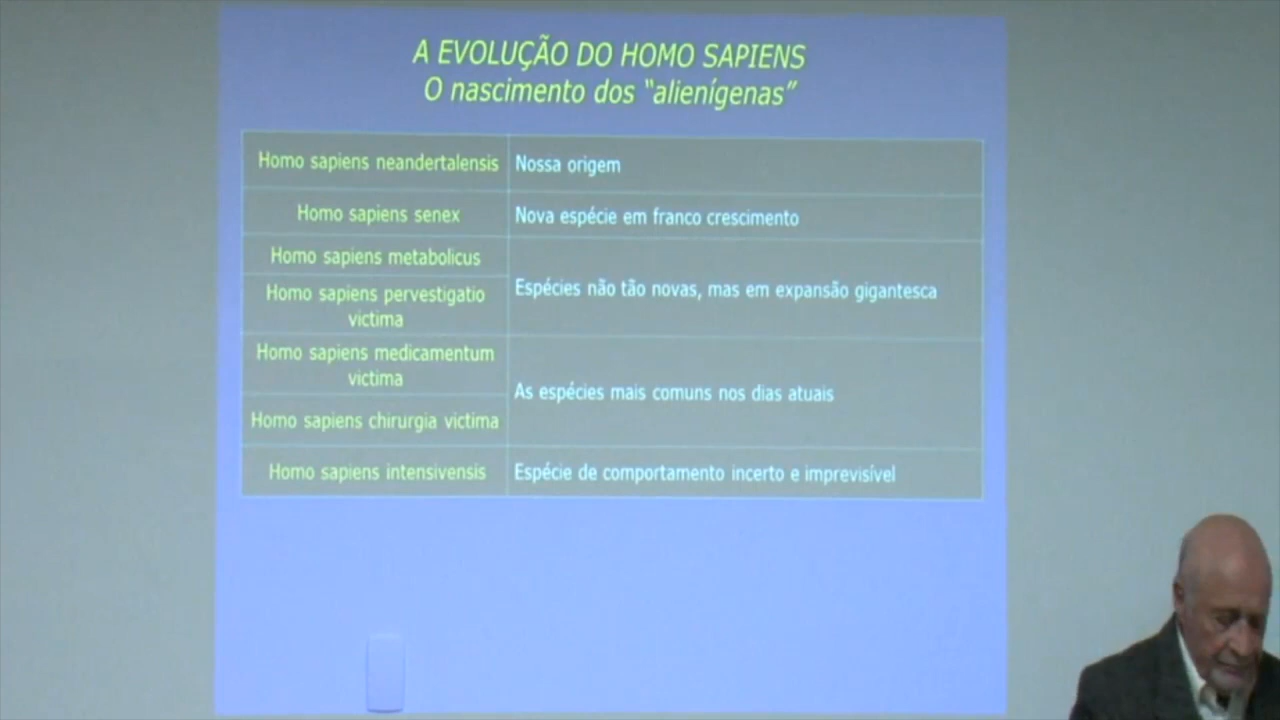 A EVOLUÇÃO DO HOMO SAPIENS
O nascimento dos “alienígenas”
Homo sapiens neandertalensis
Nossa origem
Homo sapiens senex
Nova espécie em franco crescimento
Homo sapiens metabolicus
Homo sapiens pervestigatio
victima
Espécies não tão novas, mas em expansão gigantesca
Homo sapiens medicamentum
victima
Homo sapiens chirurgia victima
As espécies mais comuns nos dias atuais
Homo sapiens intensivensis
Espécie de comportamento incerto e imprevisível